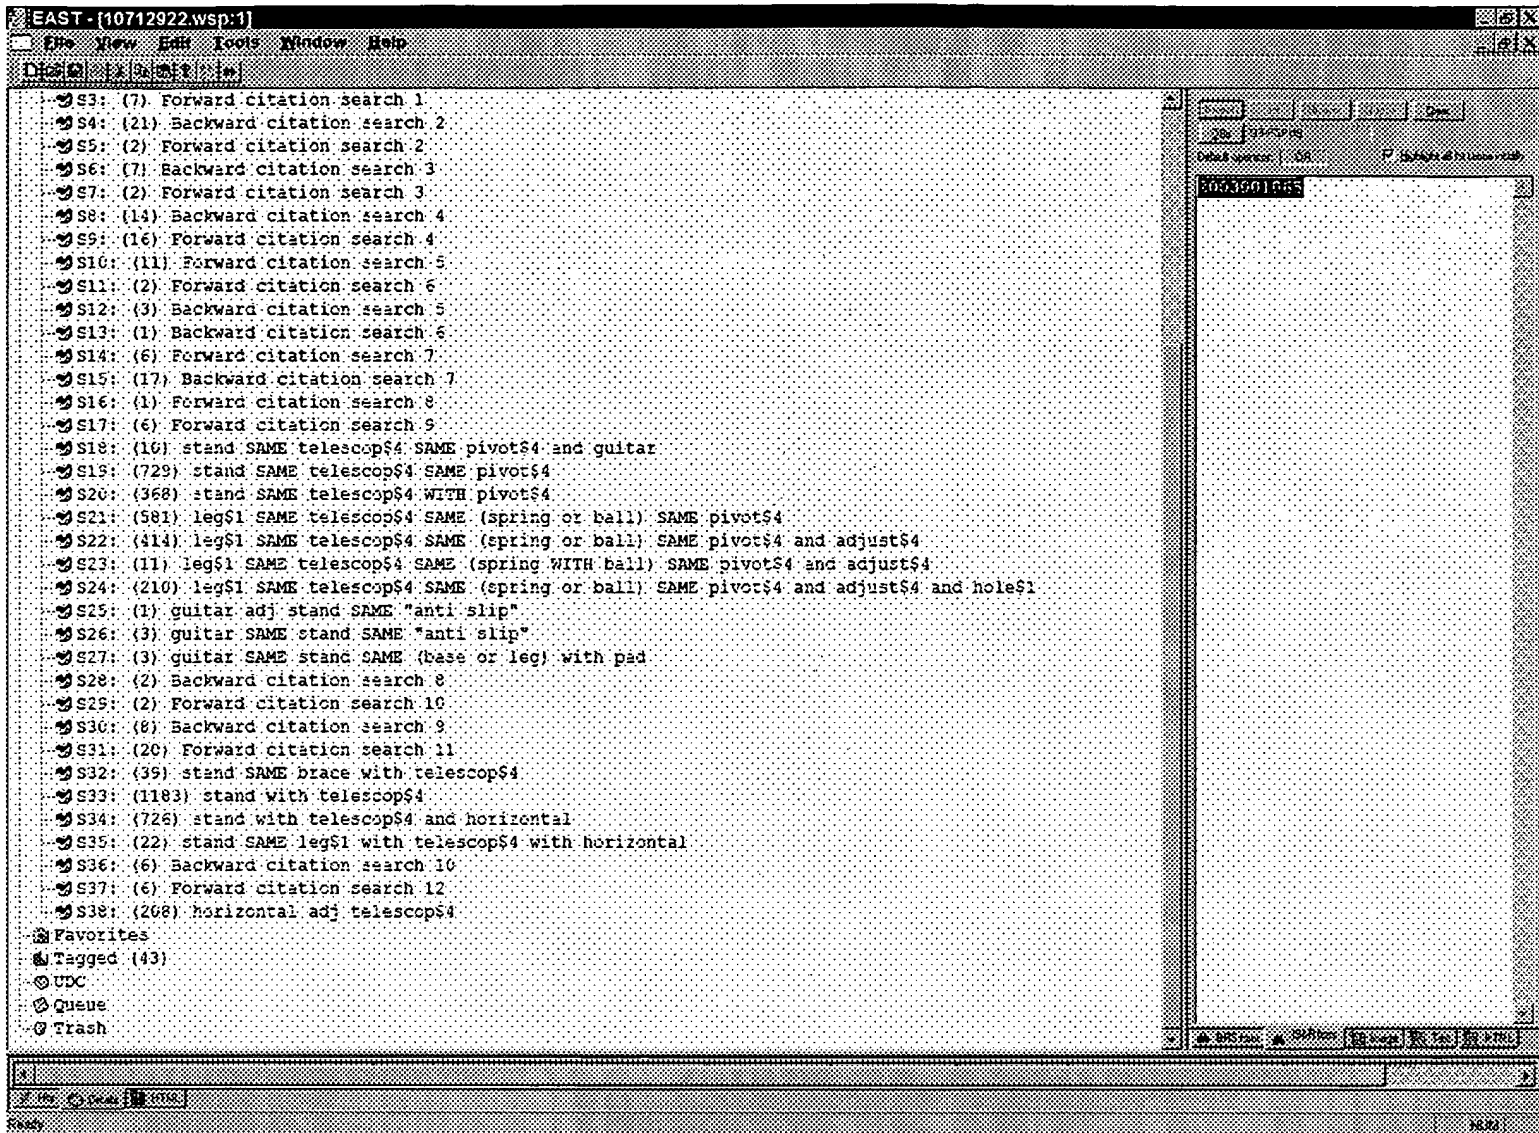 EAST - [10712922.wsp:1]
File View Edit Tools Window Help
S3: (7) Forward citation search 1
S4: (21) Backward citation search 2
S5: (2) Forward citation search 2
S6: (7) Backward citation search 3
S7: (2) Forward citation search 3
S8: (14) Backward citation search 4
S9: (16) Forward citation search 4
S10: (11) Forward citation search 5
S11: (2) Forward citation search 6
S12: (3) Backward citation search 5
S13: (1) Backward citation search 6
S14: (6) Forward citation search 7
S15: (17) Backward citation search 7
S16: (1) Forward citation search 8
S17: (6) Forward citation search 9
S18: (10) stand SAME telescop$4 SAME pivot$4 and guitar
S19: (729) stand SAME telescop$4 SAME pivot$4
S20: (368) stand SAME telescop$4 WITH pivot$4
S21: (581) leg$1 SAME telescop$4 SAME (spring or ball) SAME pivot$4
S22: (414) leg$1 SAME telescop$4 SAME (spring or ball) SAME pivot$4 and adjust$4
S23: (11) leg$1 SAME telescop$4 SAME (spring WITH ball) SAME pivot$4 and adjust$4
S24: (210) leg$1 SAME telescop$4 SAME (spring or ball) SAME pivot$4 and adjust$4 and hole$1
S25: (1) guitar adj stand SAME "anti slip"
S26: (3) guitar SAME stand SAME "anti slip"
S27: (3) guitar SAME stand SAME (base or leg) with pad
S28: (2) Backward citation search 8
S29: (2) Forward citation search 10
S30: (8) Backward citation search 9
S31: (20) Forward citation search 11
S32: (39) stand SAME brace with telescop$4
S33: (1183) stand with telescop$4
S34: (726) stand with telescop$4 and horizontal
S35: (22) stand SAME leg$1 with telescop$4 with horizontal
S36: (6) Backward citation search 10
S37: (6) Forward citation search 12
S38: (208) horizontal adj telescop$4
Favorites
Tagged (43)
UDC
Queue
Trash
Default operator: OR
HTML
Ready
NUM